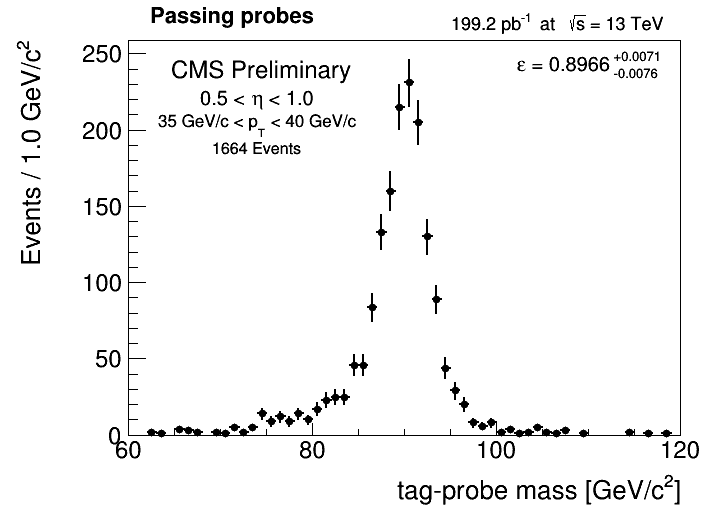 Passing probes
199.2 pb⁻¹ at √s = 13 TeV
CMS Preliminary
0.5 < η < 1.0
35 GeV/c < p_T < 40 GeV/c
1664 Events
ε = 0.8966 +0.0071 -0.0076
Events / 1.0 GeV/c²
250
200
150
100
50
0
60 80 100 120
tag-probe mass [GeV/c²]